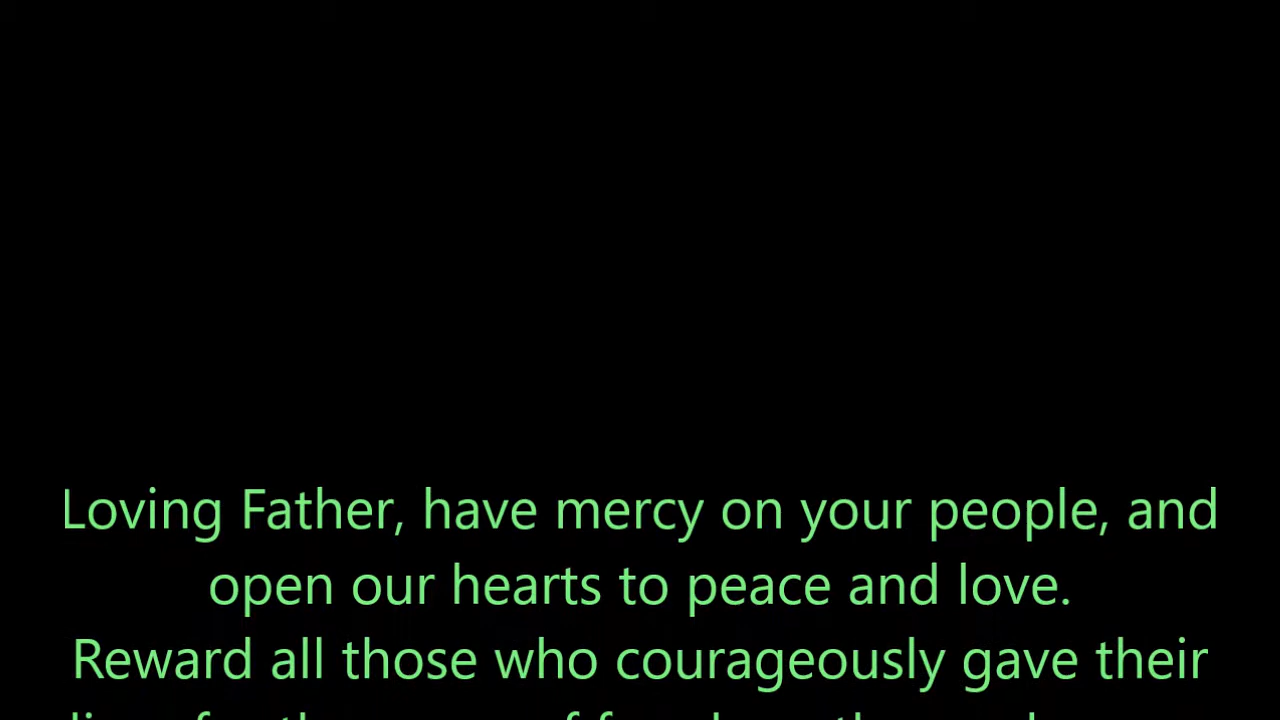 Loving Father, have mercy on your people, and
open our hearts to peace and love.
Reward all those who courageously gave their